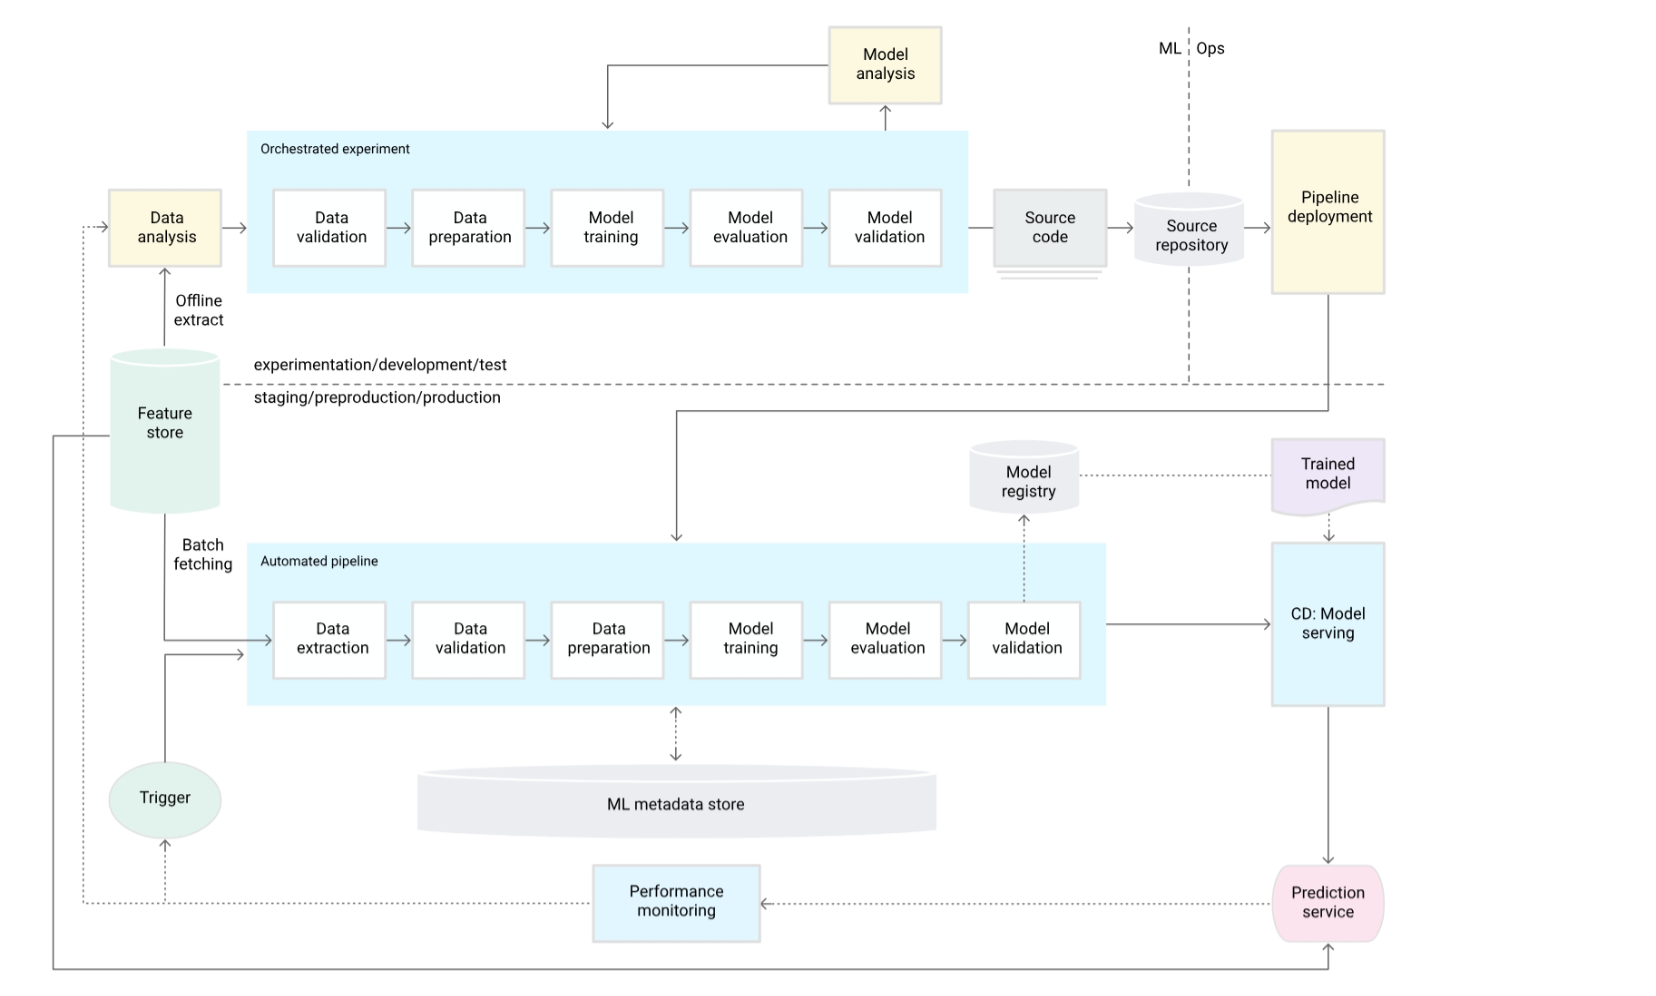 Model
analysis
ML
Ops
Orchestrated experiment
Data
analysis
Data
validation
Data
preparation
Model
training
Model
evaluation
Model
validation
Source
code
Source
repository
Pipeline
deployment
Offline
extract
experimentation/development/test
staging/preproduction/production
Feature
store
Model
registry
Trained
model
Batch
fetching
Automated pipeline
Data
extraction
Data
validation
Data
preparation
Model
training
Model
evaluation
Model
validation
CD: Model
serving
Trigger
ML metadata store
Performance
monitoring
Prediction
service